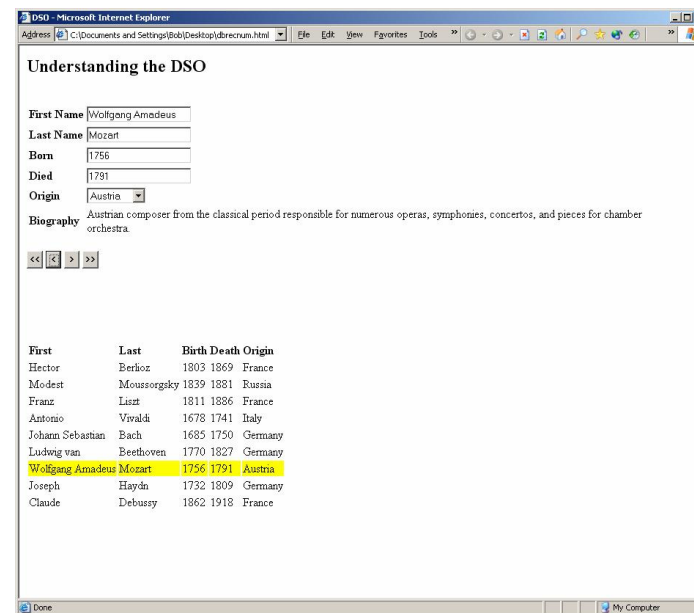 DSO - Microsoft Internet Explorer
Address C:\Documents and Settings\Bob\Desktop\dbrecnum.html File Edit View Favorites Tools » »
Understanding the DSO
First Name Wolfgang Amadeus
Last Name Mozart
Born 1756
Died 1791
Origin Austria
Biography Austrian composer from the classical period responsible for numerous operas, symphonies, concertos, and pieces for chamber
orchestra.
<< < > >>
First Last Birth Death Origin
Hector Berlioz 1803 1869 France
Modest Moussorgsky 1839 1881 Russia
Franz Liszt 1811 1886 France
Antonio Vivaldi 1678 1741 Italy
Johann Sebastian Bach 1685 1750 Germany
Ludwig van Beethoven 1770 1827 Germany
Wolfgang Amadeus Mozart 1756 1791 Austria
Joseph Haydn 1732 1809 Germany
Claude Debussy 1862 1918 France
Done My Computer